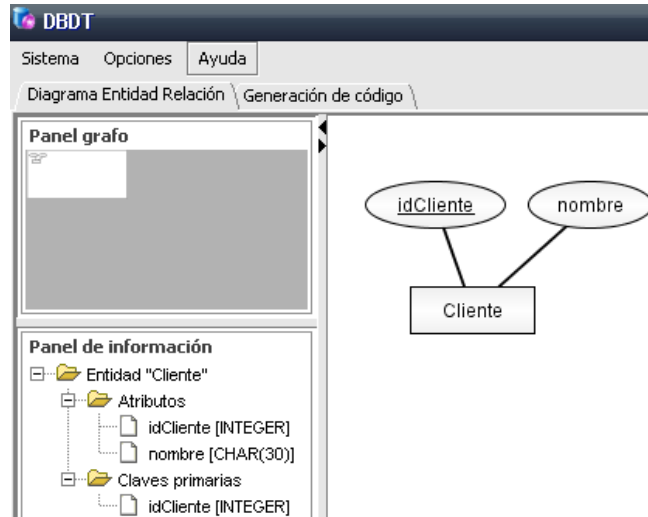 DBDT
Sistema Opciones Ayuda
Diagrama Entidad Relación Generación de código
Panel grafo
idCliente nombre
Cliente
Panel de información
Entidad "Cliente"
Atributos
idCliente [INTEGER]
nombre [CHAR(30)]
Claves primarias
idCliente [INTEGER]